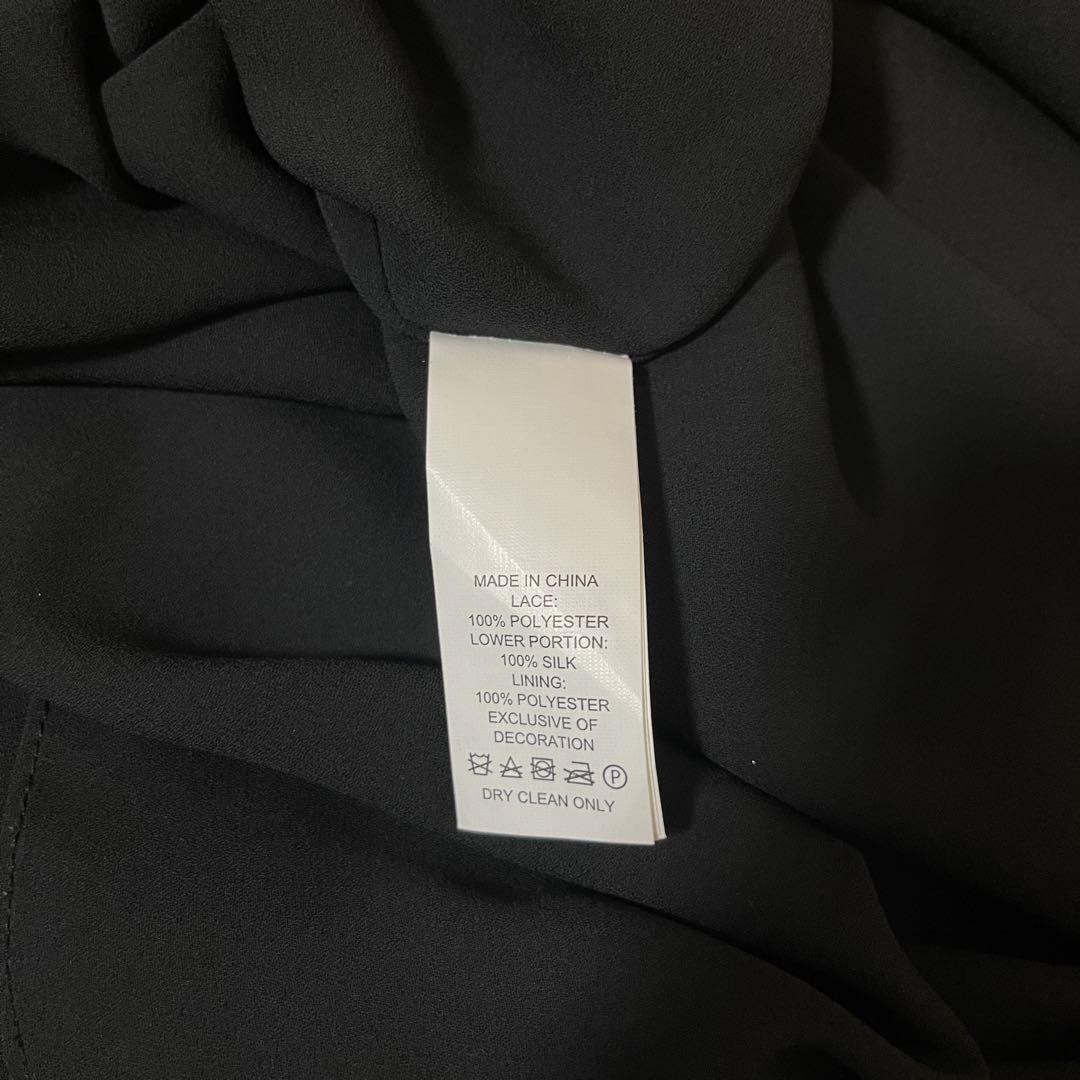 MADE IN CHINA
LACE:
100% POLYESTER
LOWER PORTION:
100% SILK
LINING:
100% POLYESTER
EXCLUSIVE OF
DECORATION
P
DRY CLEAN ONLY